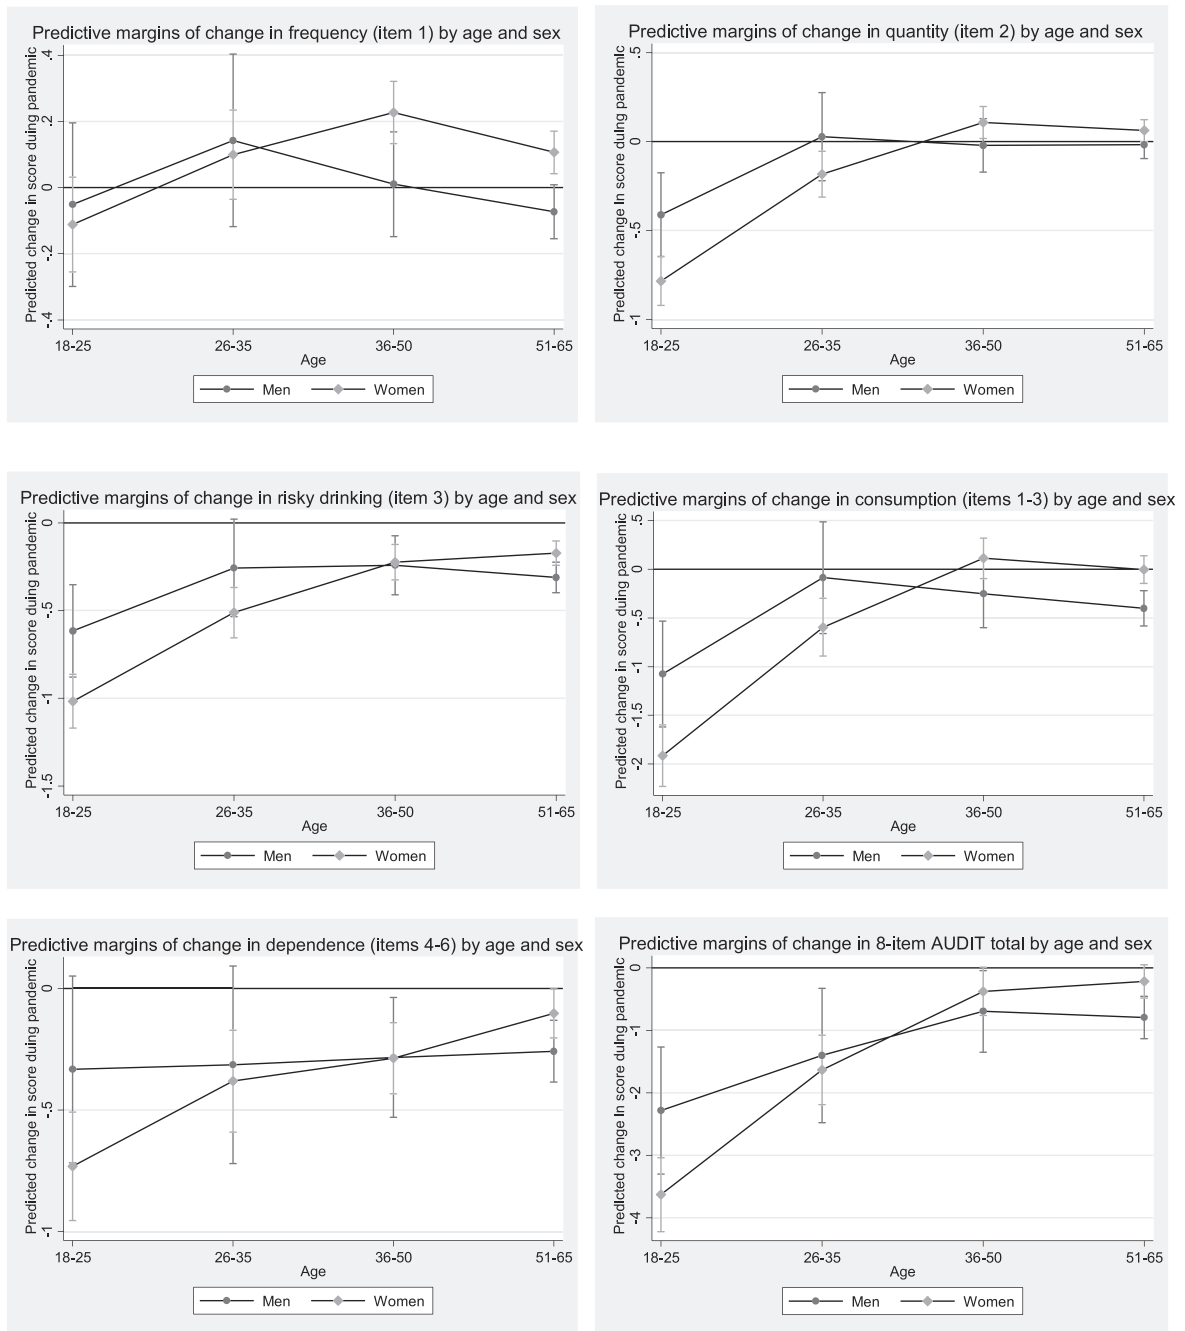 Predictive margins of change in frequency (item 1) by age and sex
Predicted change in score duing pandemic
.4
.2
0
-.2
-.4
18-25
26-35
36-50
51-65
Age
Men
Women
Predictive margins of change in quantity (item 2) by age and sex
Predicted change in score duing pandemic
.5
0
-.5
-1
18-25
26-35
36-50
51-65
Age
Men
Women
Predictive margins of change in risky drinking (item 3) by age and sex
Predicted change in score duing pandemic
0
-.5
-1
-1.5
18-25
26-35
36-50
51-65
Age
Men
Women
Predictive margins of change in consumption (items 1-3) by age and sex
Predicted change in score duing pandemic
.5
0
-.5
-1
-1.5
-2
18-25
26-35
36-50
51-65
Age
Men
Women
Predictive margins of change in dependence (items 4-6) by age and sex
Predicted change in score duing pandemic
0
-.5
-1
18-25
26-35
36-50
51-65
Age
Men
Women
Predictive margins of change in 8-item AUDIT total by age and sex
Predicted change in score duing pandemic
0
-1
-2
-3
-4
18-25
26-35
36-50
51-65
Age
Men
Women